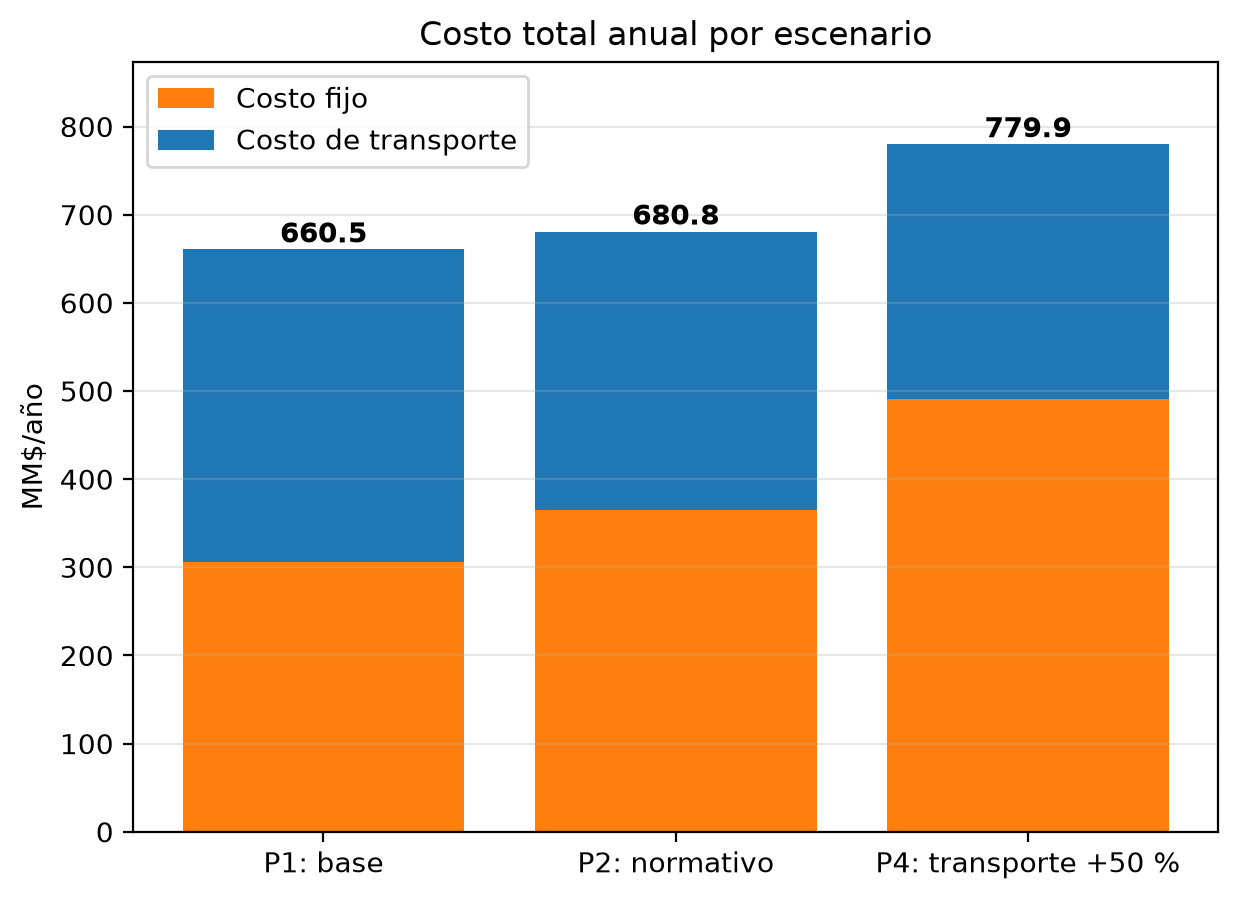 Costo total anual por escenario
Costo fijo
Costo de transporte
MM$/año
800
700
600
500
400
300
200
100
0
660.5
680.8
779.9
P1: base
P2: normativo
P4: transporte +50 %